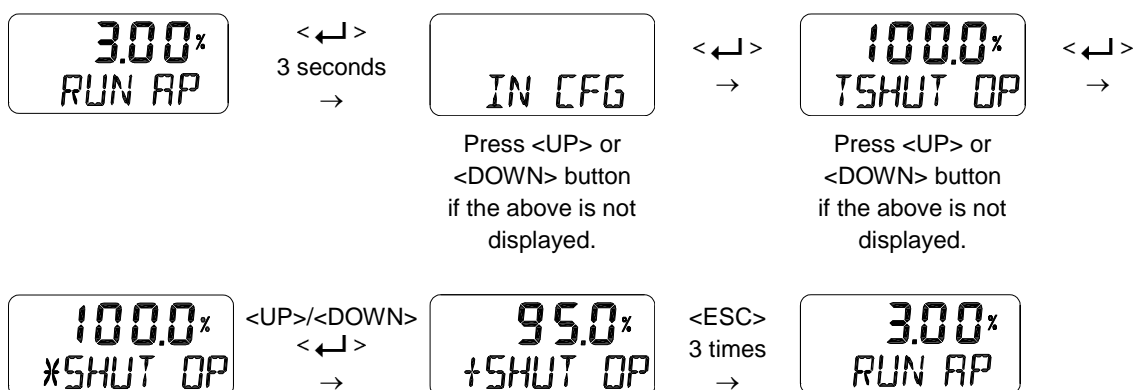 3.00%
RUN AP
<↵>
3 seconds
→
IN CFG
Press <UP> or
<DOWN> button
if the above is not
displayed.
<↵>
→
100.0%
TSHUT OP
Press <UP> or
<DOWN> button
if the above is not
displayed.
<↵>
→
100.0%
*SHUT OP
<UP>/<DOWN>
<↵>
→
95.0%
+SHUT OP
<ESC>
3 times
→
3.00%
RUN AP